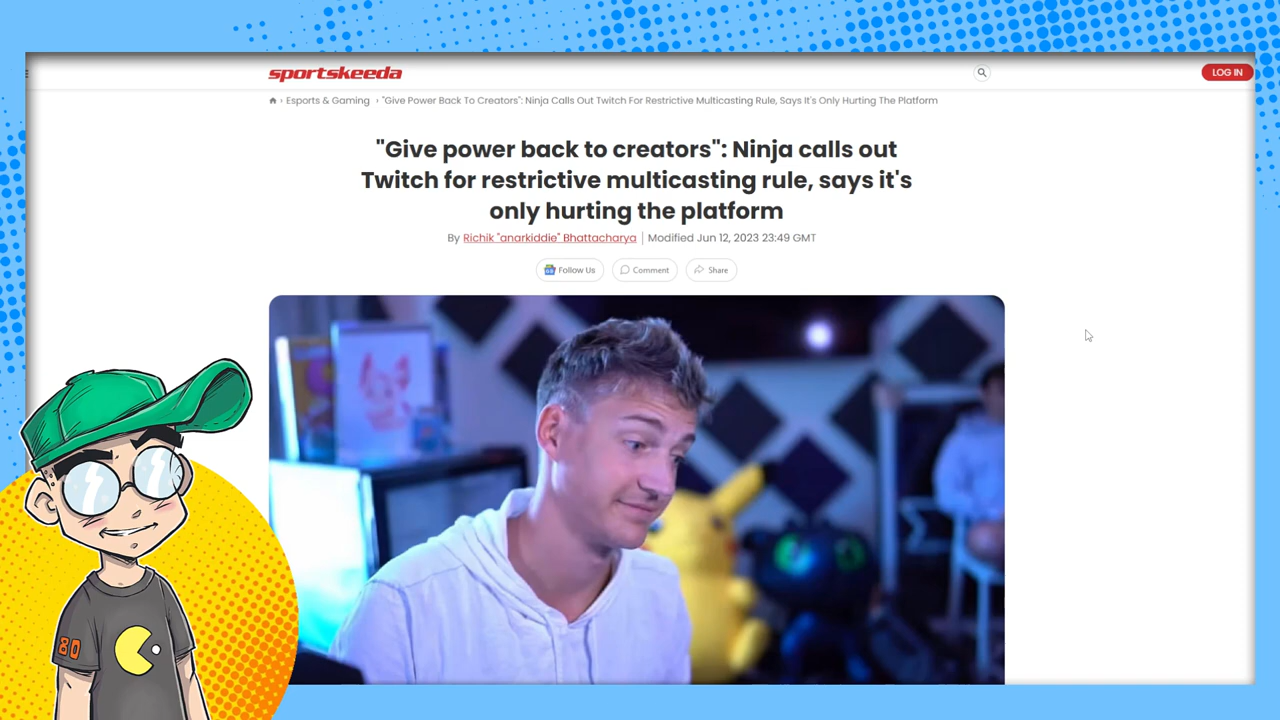 sportskeeda
LOG IN
Esports & Gaming › "Give Power Back To Creators": Ninja Calls Out Twitch For Restrictive Multicasting Rule, Says It's Only Hurting The Platform
"Give power back to creators": Ninja calls out
Twitch for restrictive multicasting rule, says it's
only hurting the platform
By Richik "anarkiddie" Bhattacharya | Modified Jun 12, 2023 23:49 GMT
Follow Us
Comment
Share
80